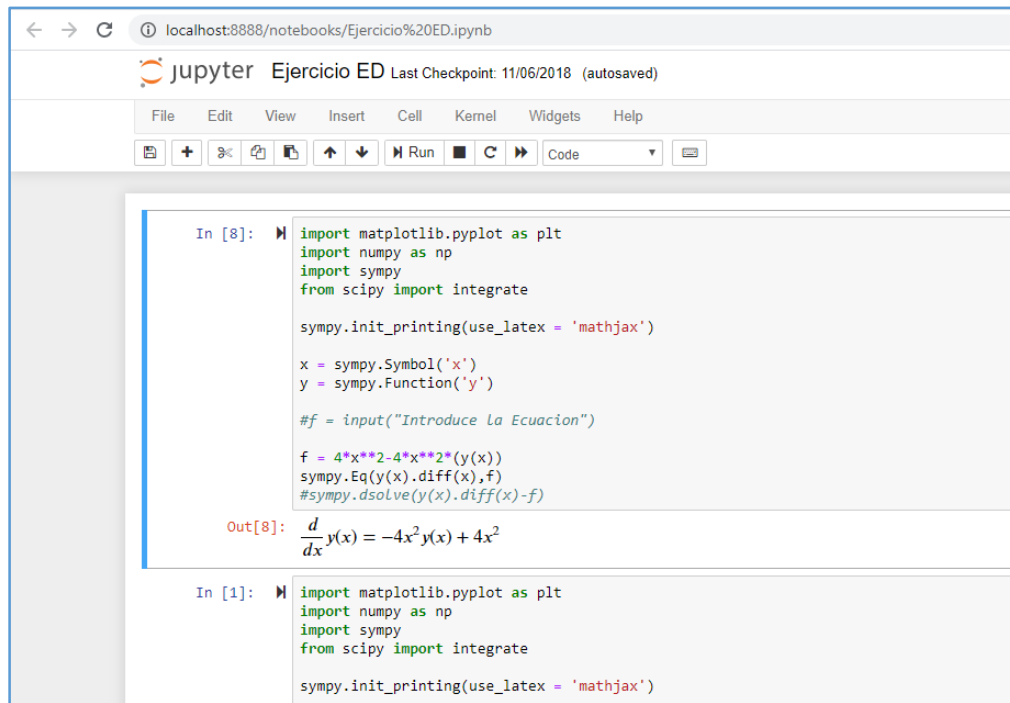 localhost:8888/notebooks/Ejercicio%20ED.ipynb
jupyter Ejercicio ED Last Checkpoint: 11/06/2018 (autosaved)
File Edit View Insert Cell Kernel Widgets Help
Run Code
In [8]:
import matplotlib.pyplot as plt
import numpy as np
import sympy
from scipy import integrate
sympy.init_printing(use_latex = 'mathjax')
x = sympy.Symbol('x')
y = sympy.Function('y')
#f = input("Introduce la Ecuacion")
f = 4*x**2-4*x**2*(y(x))
sympy.Eq(y(x).diff(x),f)
#sympy.dsolve(y(x).diff(x)-f)
Out[8]: d/dx y(x) = −4x²y(x) + 4x²
In [1]:
import matplotlib.pyplot as plt
import numpy as np
import sympy
from scipy import integrate
sympy.init_printing(use_latex = 'mathjax')